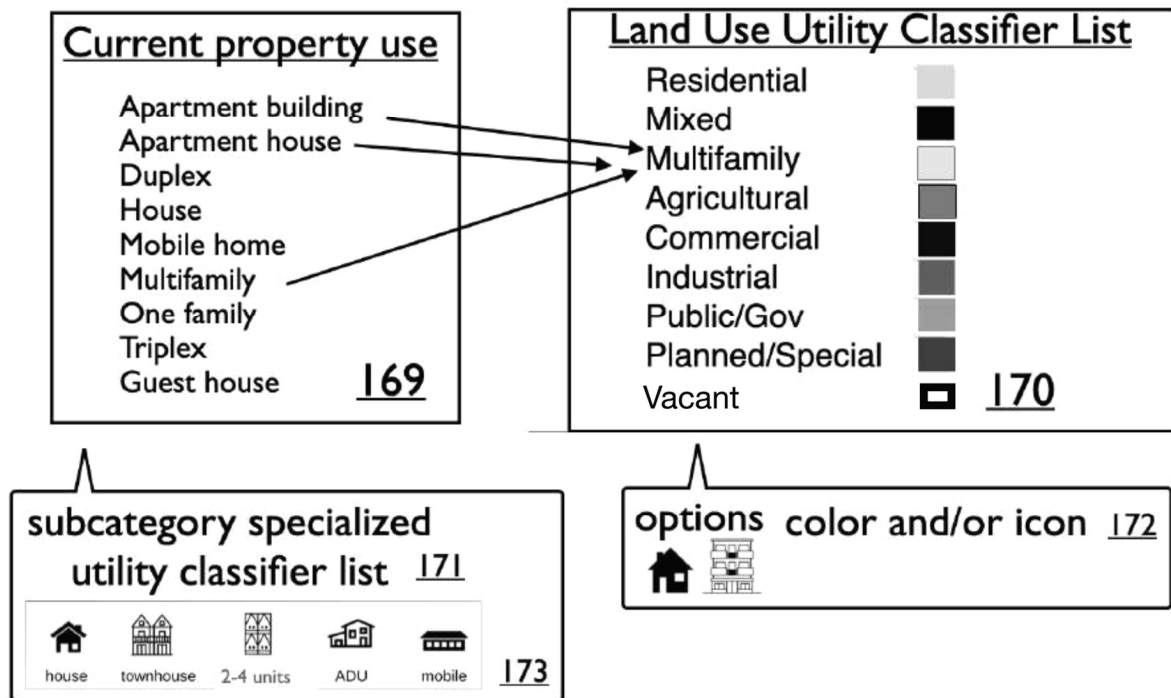 Current property use
Apartment building
Apartment house
Duplex
House
Mobile home
Multifamily
One family
Triplex
Guest house
169
Land Use Utility Classifier List
Residential
Mixed
Multifamily
Agricultural
Commercial
Industrial
Public/Gov
Planned/Special
Vacant
170
subcategory specialized
utility classifier list 171
house townhouse 2-4 units ADU mobile
173
options color and/or icon 172